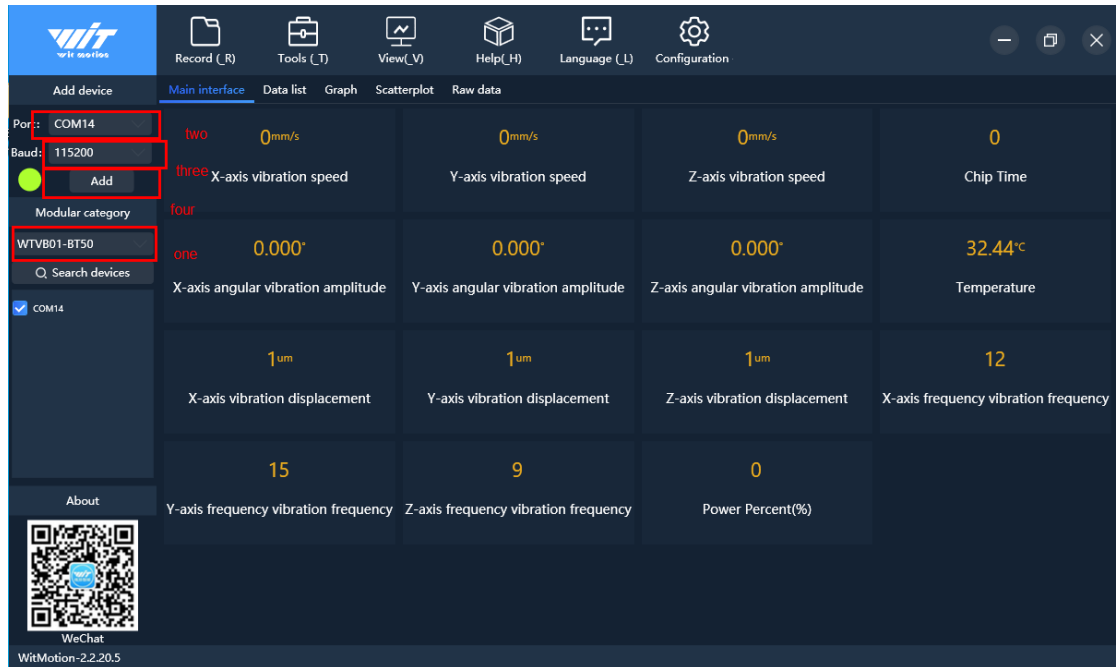 wit motion
Record (_R)
Tools (_T)
View(_V)
Help(_H)
Language (_L)
Configuration
Add device
Main interface
Data list
Graph
Scatterplot
Raw data
Port: COM14
Baud: 115200
Add
Modular category
WTVB01-BT50
Search devices
COM14
two
three
four
one
0mm/s
X-axis vibration speed
0mm/s
Y-axis vibration speed
0mm/s
Z-axis vibration speed
0
Chip Time
0.000°
X-axis angular vibration amplitude
0.000°
Y-axis angular vibration amplitude
0.000°
Z-axis angular vibration amplitude
32.44°C
Temperature
1um
X-axis vibration displacement
1um
Y-axis vibration displacement
1um
Z-axis vibration displacement
12
X-axis frequency vibration frequency
15
Y-axis frequency vibration frequency
9
Z-axis frequency vibration frequency
0
Power Percent(%)
About
WeChat
WitMotion-2.2.20.5